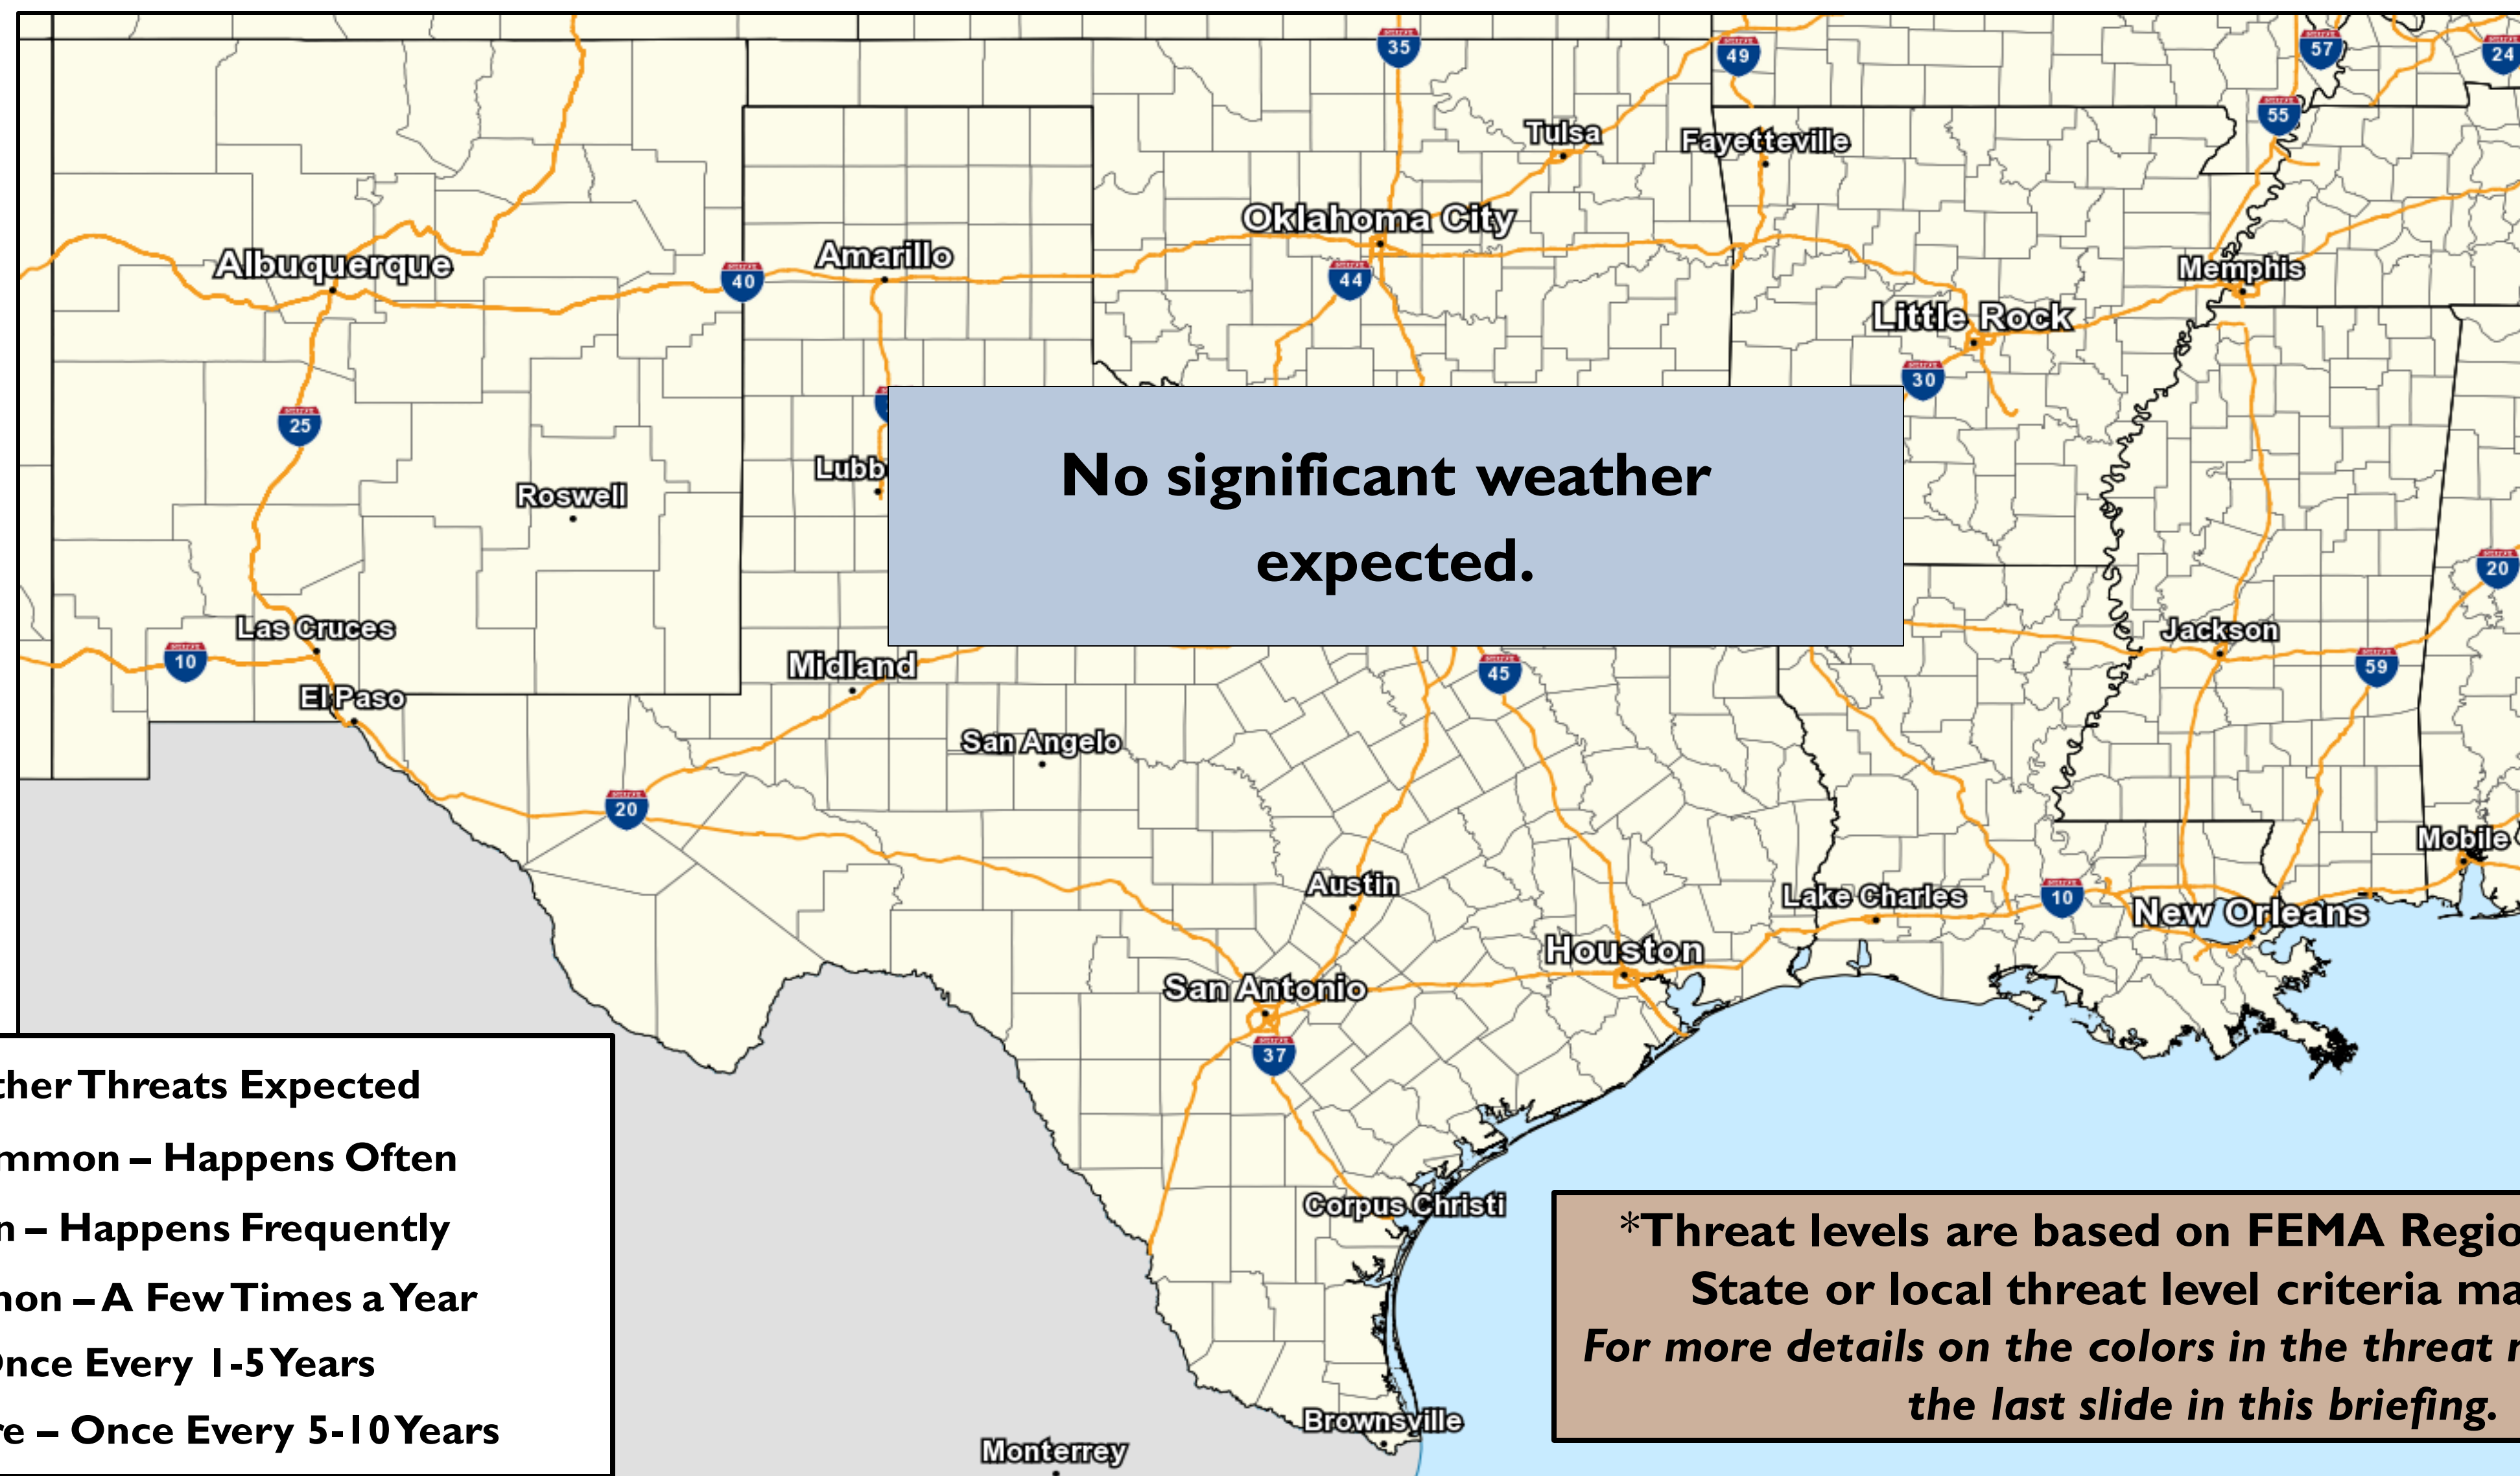 35
49
57
24
55
Tulsa
Fayetteville
Oklahoma City
Albuquerque
Amarillo
40
44
Memphis
Little Rock
30
25
Lubb
Roswell
No significant weather
expected.
20
Las Cruces
10
Midland
45
Jackson
59
El Paso
San Angelo
20
Mobile
Austin
Lake Charles
10
New Orleans
Houston
San Antonio
37
ther Threats Expected
mmon – Happens Often
n – Happens Frequently
non – A Few Times a Year
Once Every 1-5 Years
re – Once Every 5-10 Years
Corpus Christi
*Threat levels are based on FEMA Regio
State or local threat level criteria ma
For more details on the colors in the threat
the last slide in this briefing.
Brownsville
Monterrey